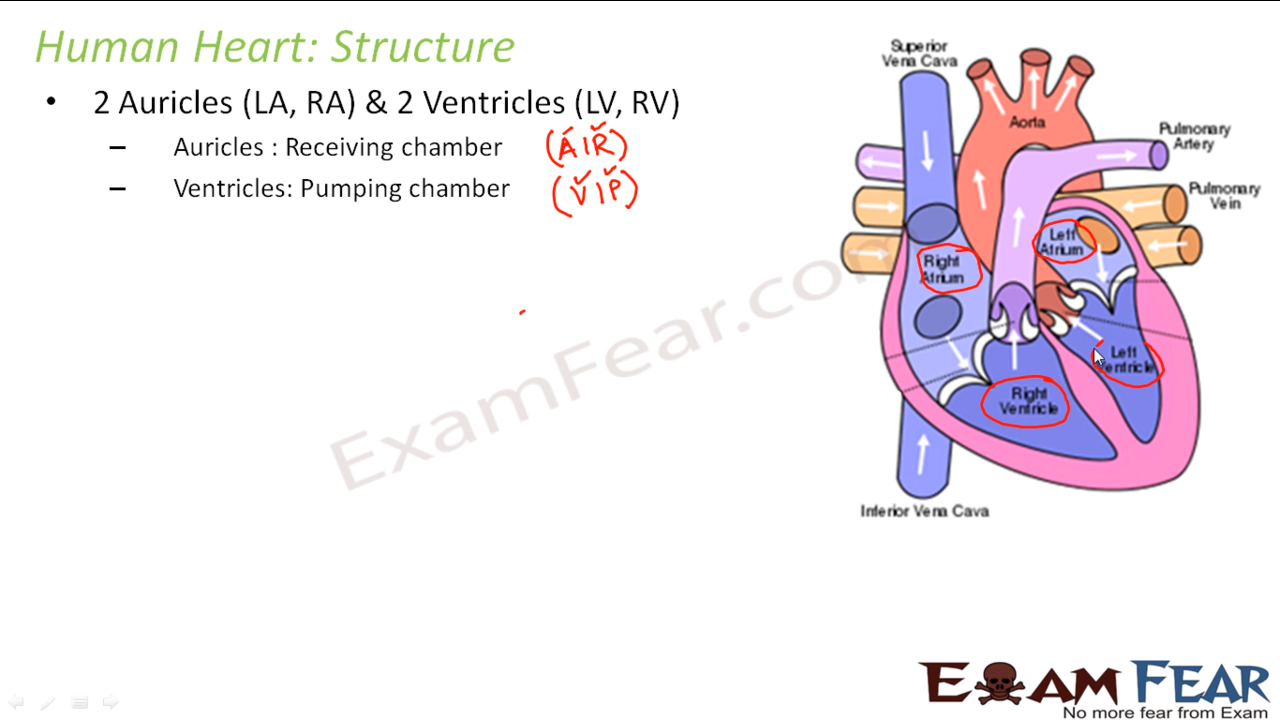 Human Heart: Structure
• 2 Auricles (LA, RA) & 2 Ventricles (LV, RV)
– Auricles : Receiving chamber (A|R)
– Ventricles: Pumping chamber (V|P)
Superior
Vena Cava
Aorta
Pulmonary
Artery
Pulmonary
Vein
Left
Atrium
Right
Atrium
Left
Ventricle
Right
Ventricle
Inferior Vena Cava
ExamFear.com
EXAM FEAR
No more fear from Exam